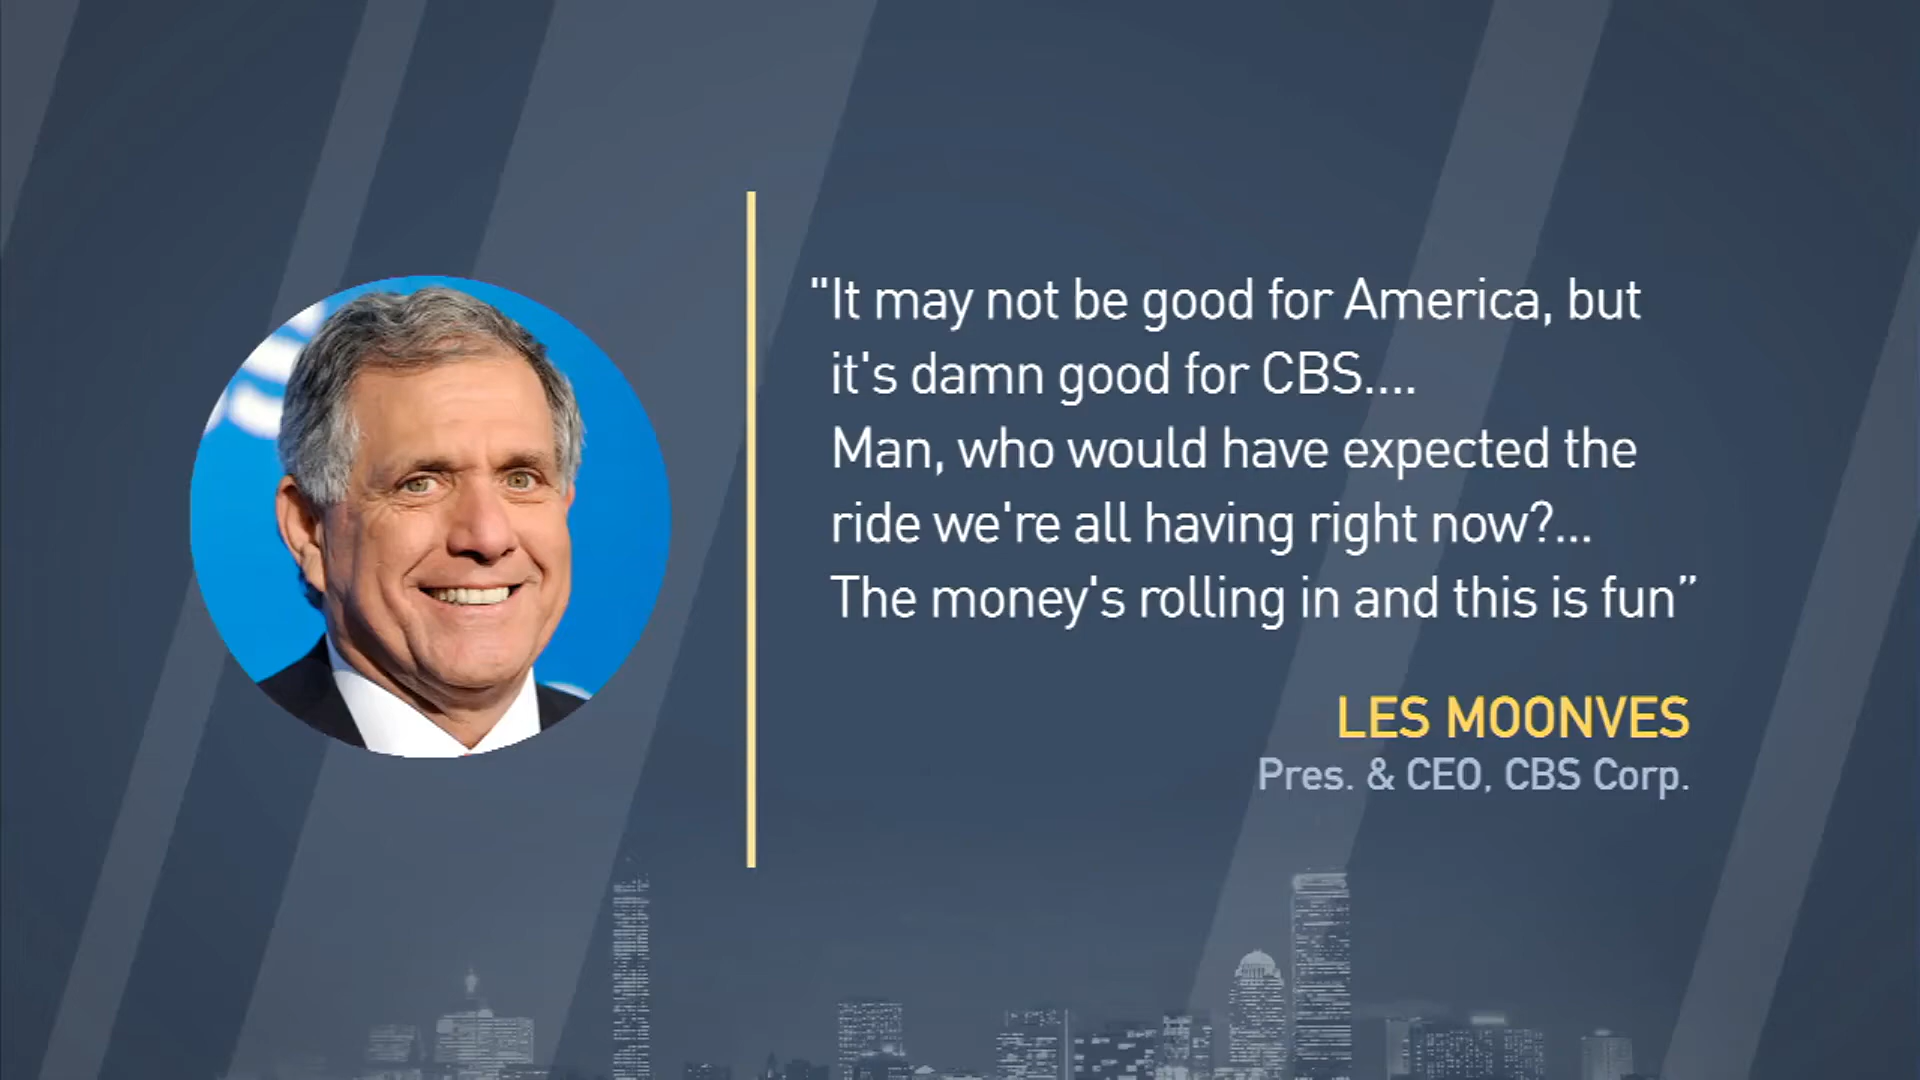 "It may not be good for America, but
it's damn good for CBS....
Man, who would have expected the
ride we're all having right now?...
The money's rolling in and this is fun”
LES MOONVES
Pres. & CEO, CBS Corp.